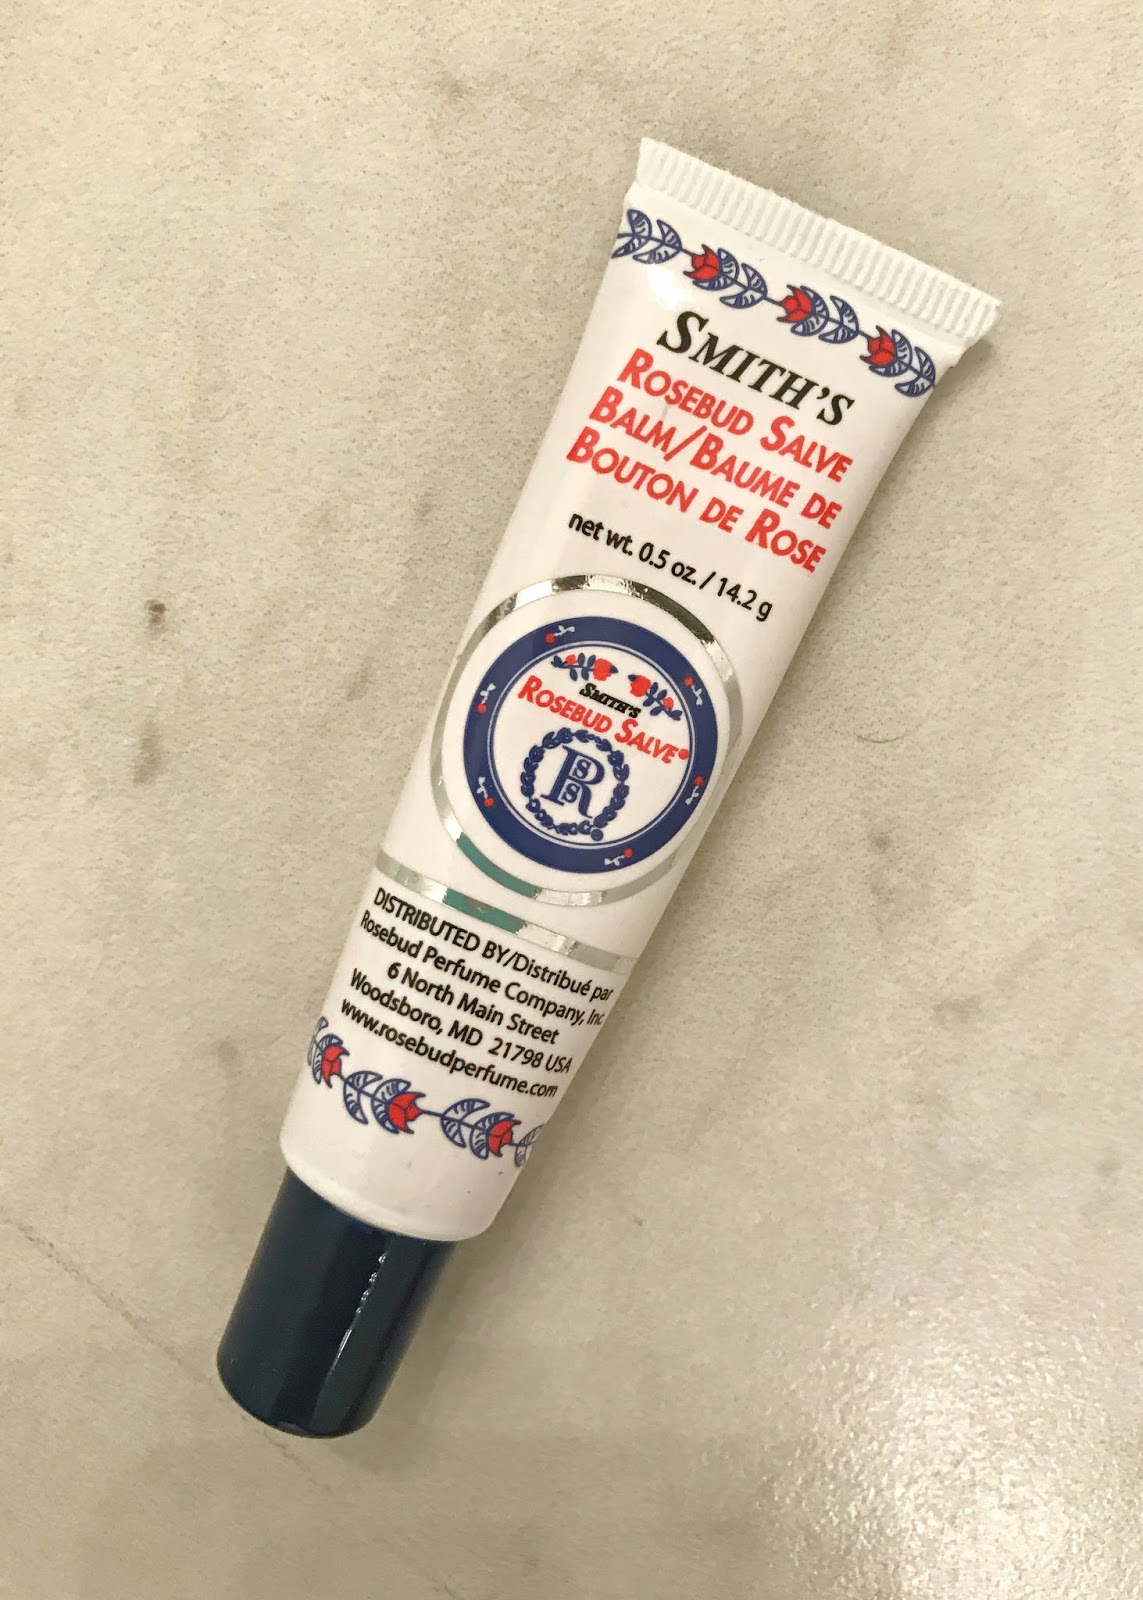 SMITH'S
ROSEBUD SALVE
BALM/BAUME DE
BOUTON DE ROSE
net wt. 0.5 oz. / 14.2 g
SMITH'S
ROSEBUD SALVE®
RSS
DISTRIBUTED BY/Distribué par
Rosebud Perfume Company, Inc.
6 North Main Street
Woodsboro, MD 21798 USA
www.rosebudperfume.com